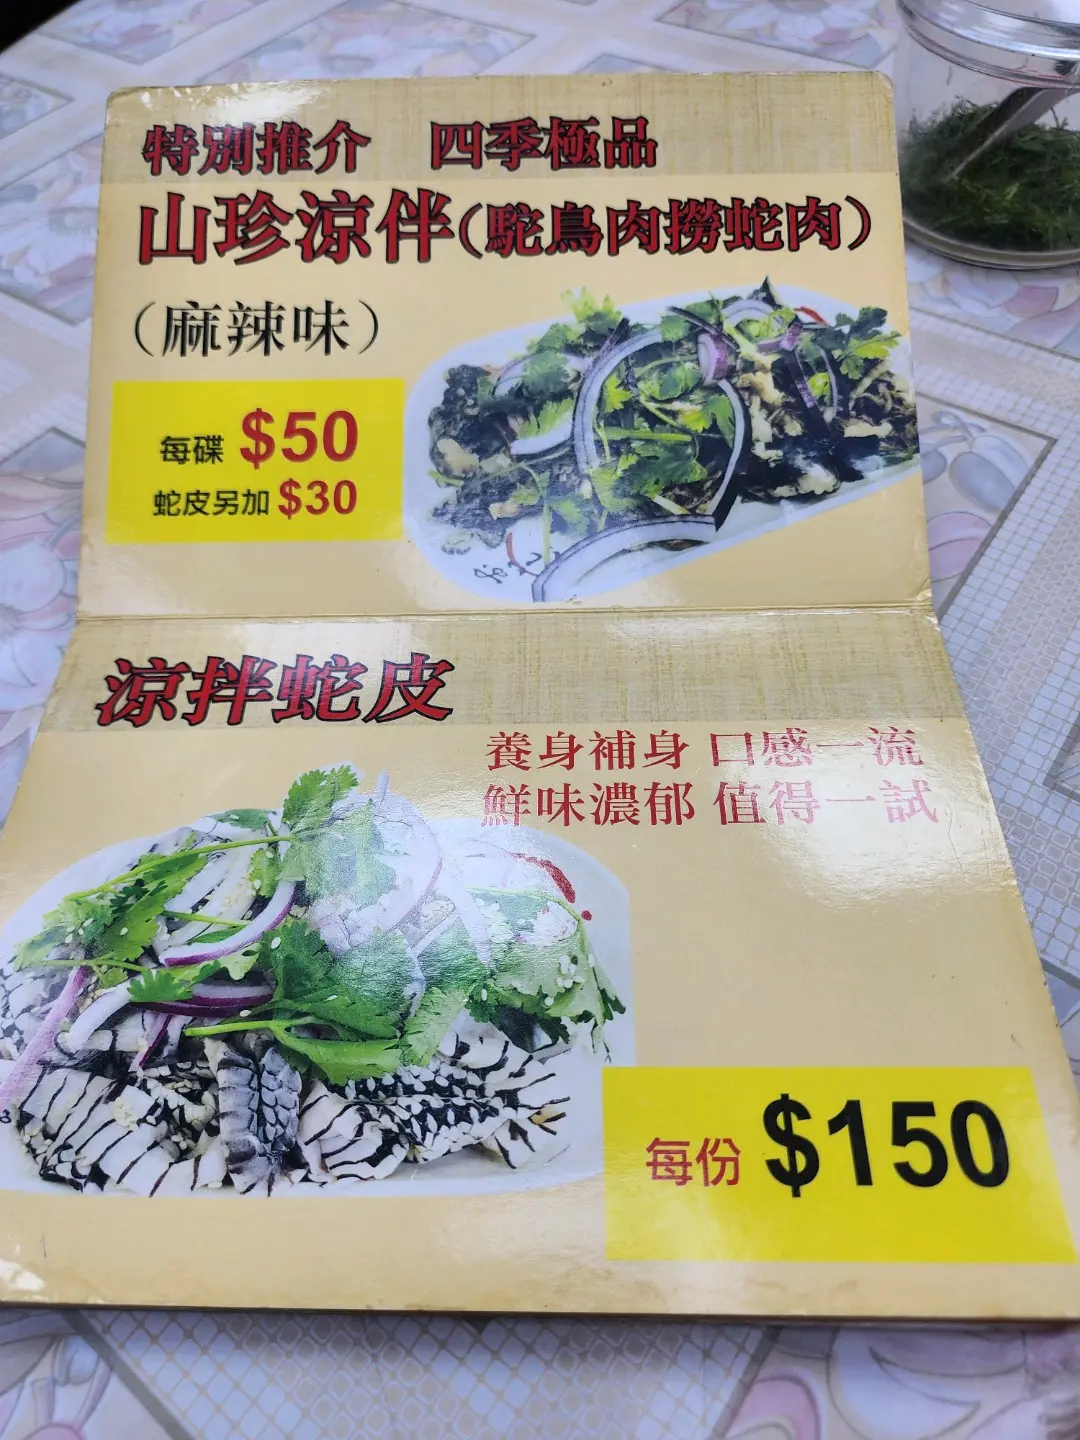 特別推介 四季極品
山珍涼伴(駝鳥肉撈蛇肉)
(麻辣味)
每碟 $50
蛇皮另加 $30
涼拌蛇皮
養身補身 口感一流
鮮味濃郁 值得一試
每份 $150